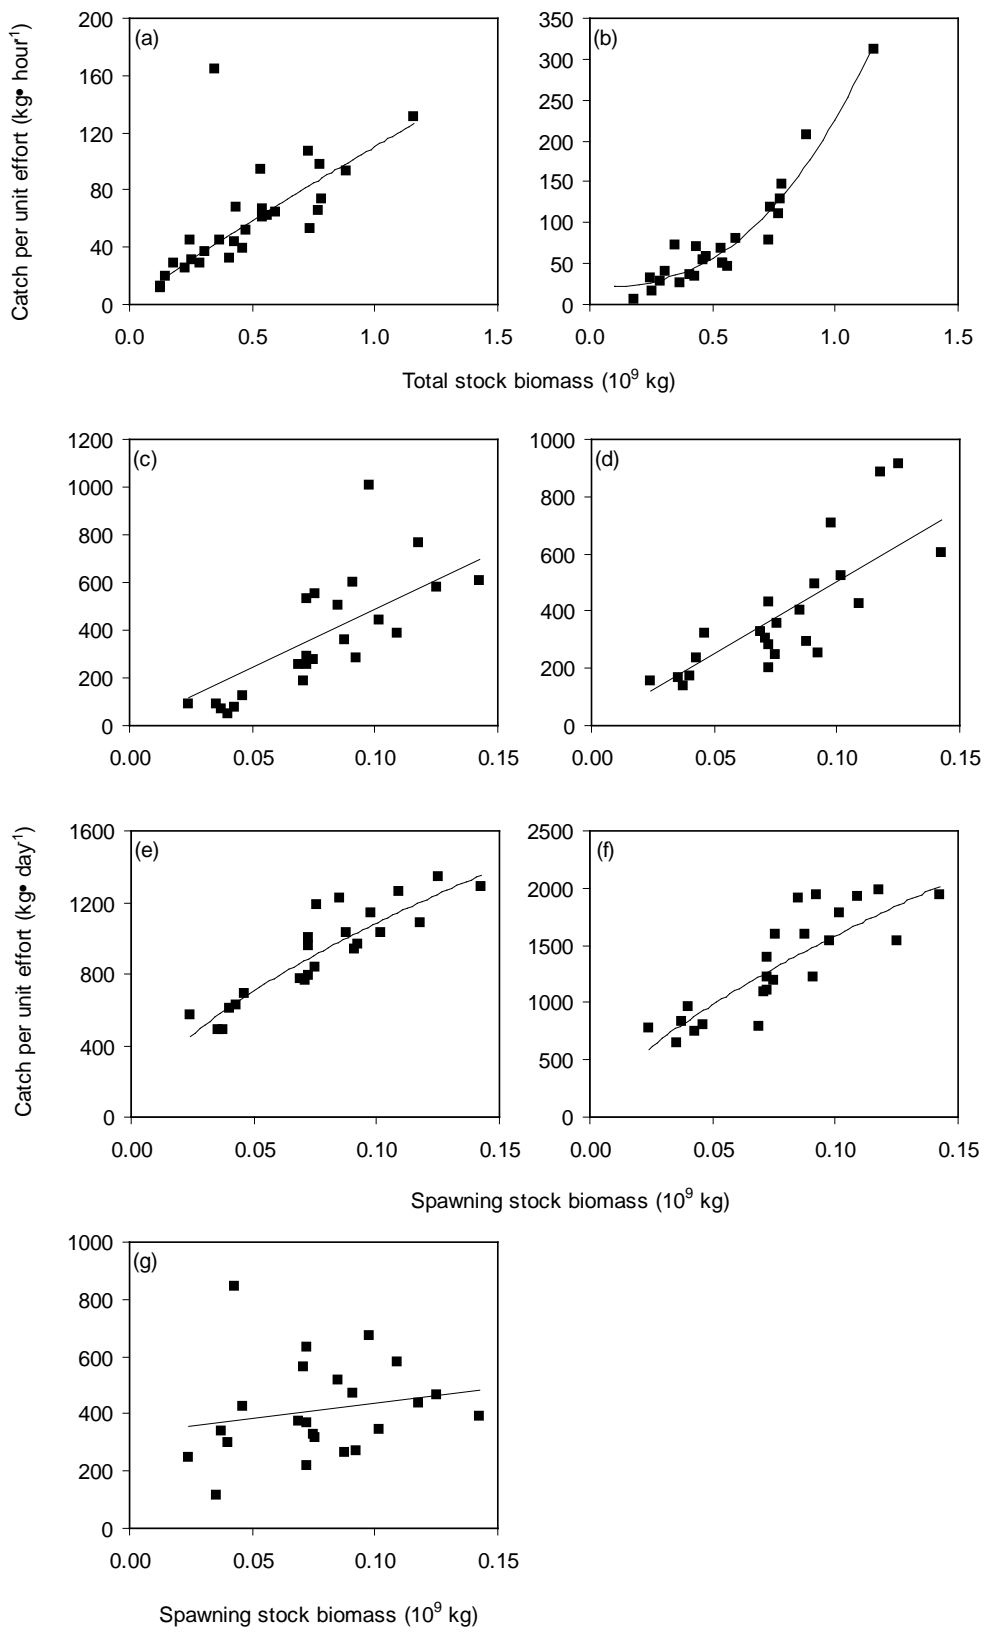 Catch per unit effort (kg• hour⁻¹)
(a)
200
160
120
80
40
0
0.0 0.5 1.0 1.5
(b)
350
300
250
200
150
100
50
0
0.0 0.5 1.0 1.5
Total stock biomass (10⁹ kg)
(c)
1200
1000
800
600
400
200
0
0.00 0.05 0.10 0.15
(d)
1000
800
600
400
200
0
0.00 0.05 0.10 0.15
Catch per unit effort (kg• day⁻¹)
(e)
1600
1200
800
400
0
0.00 0.05 0.10 0.15
(f)
2500
2000
1500
1000
500
0
0.00 0.05 0.10 0.15
Spawning stock biomass (10⁹ kg)
(g)
1000
800
600
400
200
0
0.00 0.05 0.10 0.15
Spawning stock biomass (10⁹ kg)